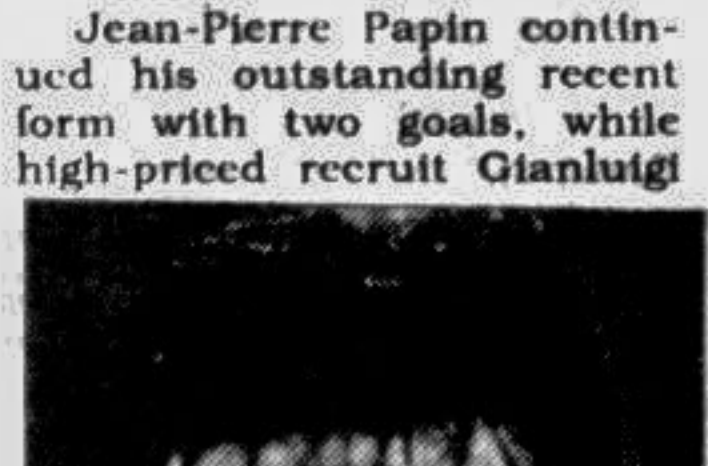 Jean-Pierre Papin contin-
ued his outstanding recent
form with two goals, while
high-priced recruit Gianluigi